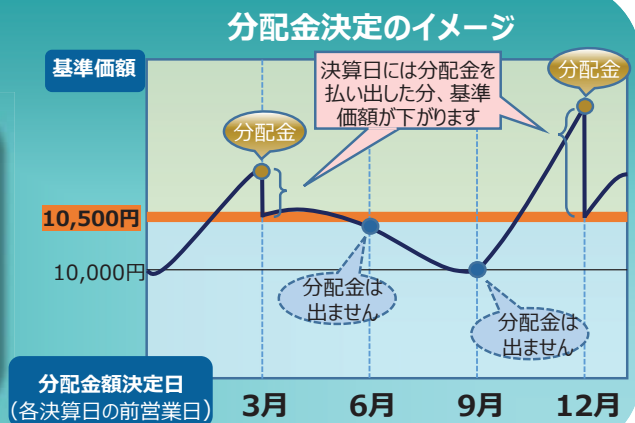 分配金決定のイメージ
基準価額
決算日には分配金を
払い出した分、基準
価額が下がります
分配金
分配金
10,500円
10,000円
分配金は
出ません
分配金は
出ません
分配金額決定日
(各決算日の前営業日)
3月
6月
9月
12月